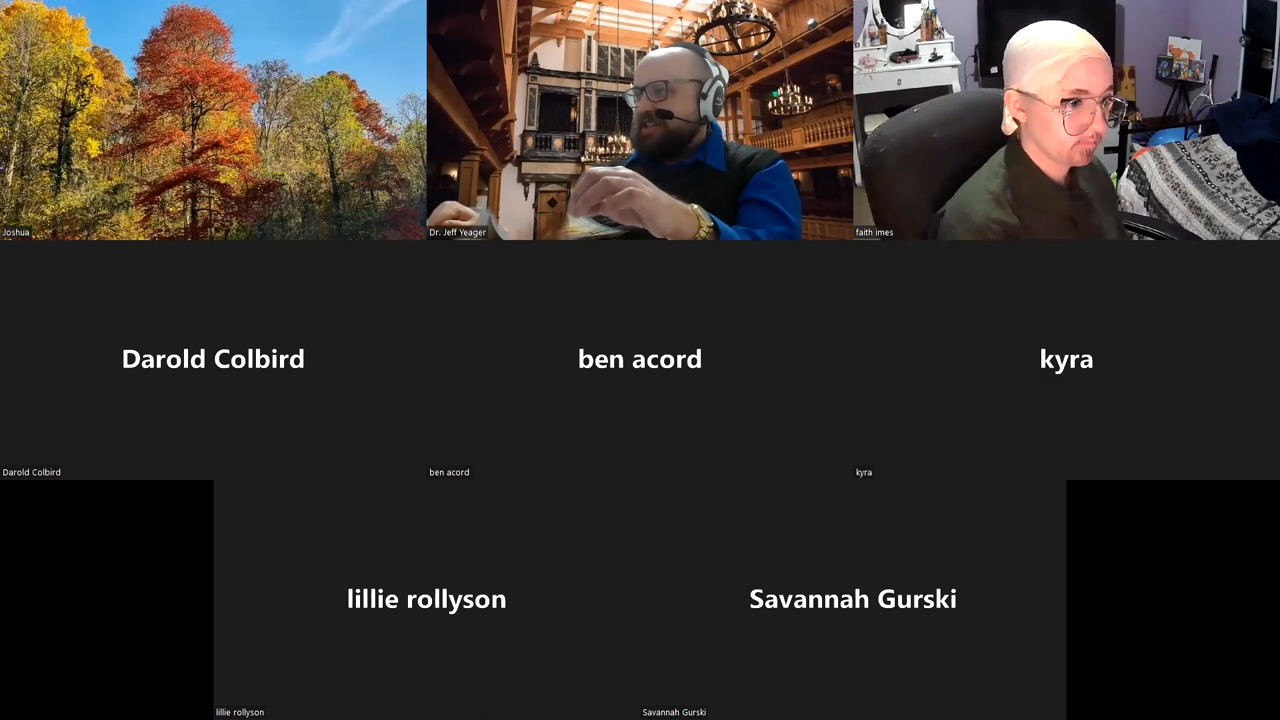 Joshua
Dr. Jeff Yeager
faith imes
Darold Colbird
ben acord
kyra
Darold Colbird
ben acord
kyra
lillie rollyson
Savannah Gurski
lillie rollyson
Savannah Gurski